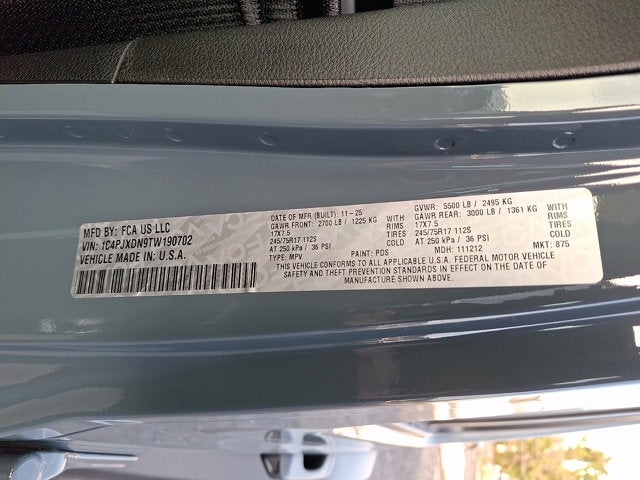 MFD BY: FCA US LLC
VIN: 1C4PJXDN9TW190702
VEHICLE MADE IN: U.S.A.
DATE OF MFR (BUILT): 11-25
GAWR FRONT: 2700 LB / 1225 KG
17X7.5
TIRES
245/75R17 112S
COLD
AT 250 kPa / 36 PSI
TYPE: MPV
PAINT: PDS
GVWR: 5500 LB / 2495 KG
GAWR REAR: 3000 LB / 1361 KG
17X7.5
TIRES
245/75R17 112S
COLD
AT 250 kPa / 36 PSI
MDH: 111212
MKT: 875
THIS VEHICLE CONFORMS TO ALL APPLICABLE U.S.A. FEDERAL MOTOR VEHICLE
SAFETY AND THEFT PREVENTION STANDARDS IN EFFECT ON THE DATE OF
MANUFACTURE SHOWN ABOVE.